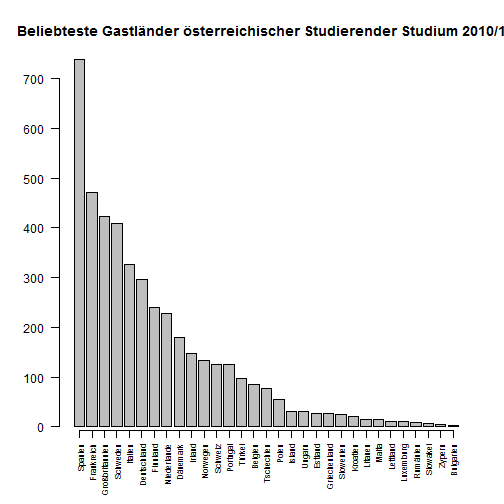 Beliebteste Gastländer österreichischer Studierender Studium 2010/1
700
600
500
400
300
200
100
0
Spanien
Frankreich
Großbritannien
Schweden
Italien
Deutschland
Finnland
Niederlande
Dänemark
Irland
Norwegen
Schweiz
Portugal
Türkei
Belgien
Tschechien
Polen
Island
Ungarn
Estland
Griechenland
Slowenien
Kroatien
Litauen
Malta
Lettland
Luxemburg
Rumänien
Slowakei
Zypern
Bulgarien